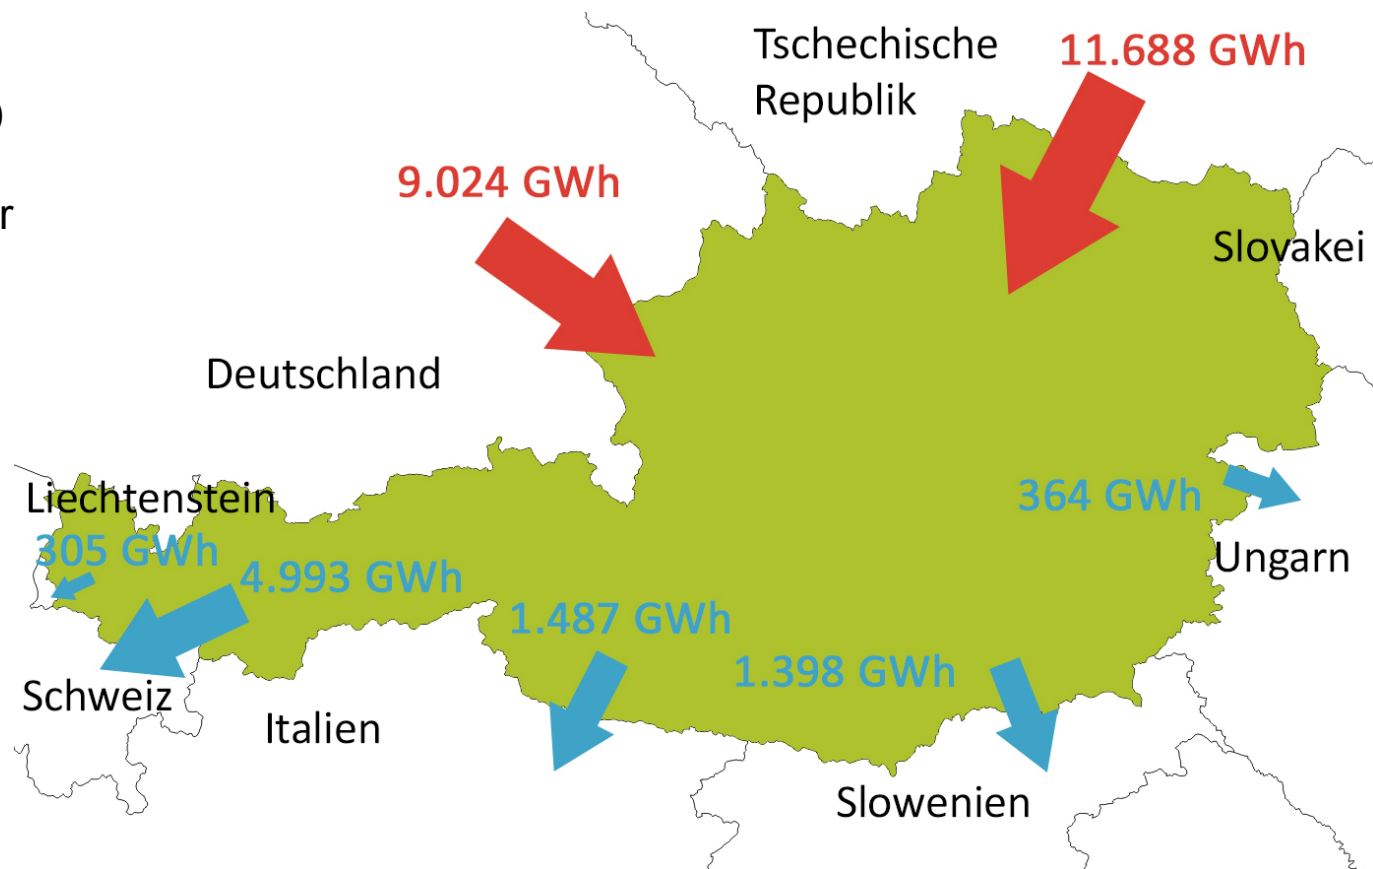 Tschechische
Republik
11.688 GWh
)
9.024 GWh
r
Slovakei
Deutschland
Liechtenstein
305 GWh
4.993 GWh
364 GWh
Ungarn
1.487 GWh
1.398 GWh
Schweiz
Italien
Slowenien